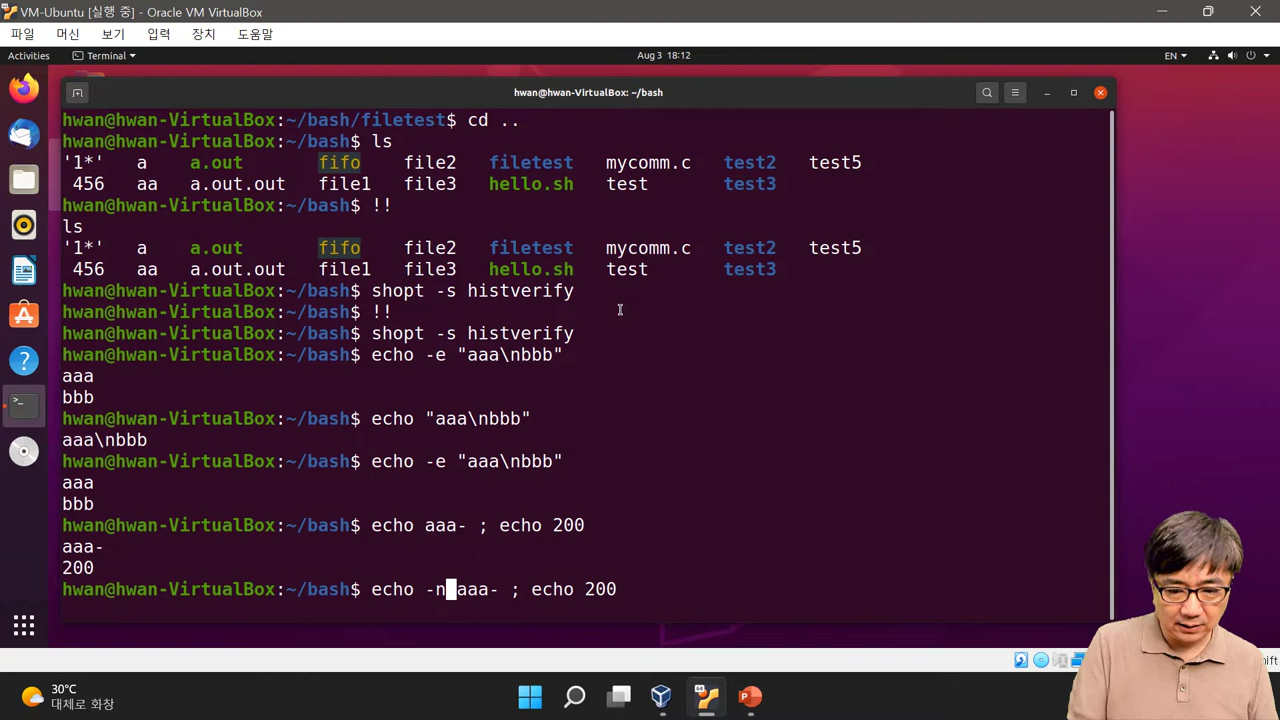 VM-Ubuntu [실행 중] - Oracle VM VirtualBox
파일 머신 보기 입력 장치 도움말
Activities Terminal Aug 3 18:12 EN
hwan@hwan-VirtualBox: ~/bash
hwan@hwan-VirtualBox:~/bash/filetest$ cd ..
hwan@hwan-VirtualBox:~/bash$ ls
'1*' a a.out fifo file2 filetest mycomm.c test2 test5
456 aa a.out.out file1 file3 hello.sh test test3
hwan@hwan-VirtualBox:~/bash$ !!
ls
'1*' a a.out fifo file2 filetest mycomm.c test2 test5
456 aa a.out.out file1 file3 hello.sh test test3
hwan@hwan-VirtualBox:~/bash$ shopt -s histverify
hwan@hwan-VirtualBox:~/bash$ !!
hwan@hwan-VirtualBox:~/bash$ shopt -s histverify
hwan@hwan-VirtualBox:~/bash$ echo -e "aaa\nbbb"
aaa
bbb
hwan@hwan-VirtualBox:~/bash$ echo "aaa\nbbb"
aaa\nbbb
hwan@hwan-VirtualBox:~/bash$ echo -e "aaa\nbbb"
aaa
bbb
hwan@hwan-VirtualBox:~/bash$ echo aaa- ; echo 200
aaa-
200
hwan@hwan-VirtualBox:~/bash$ echo -n aaa- ; echo 200
30°C
대체로 화창